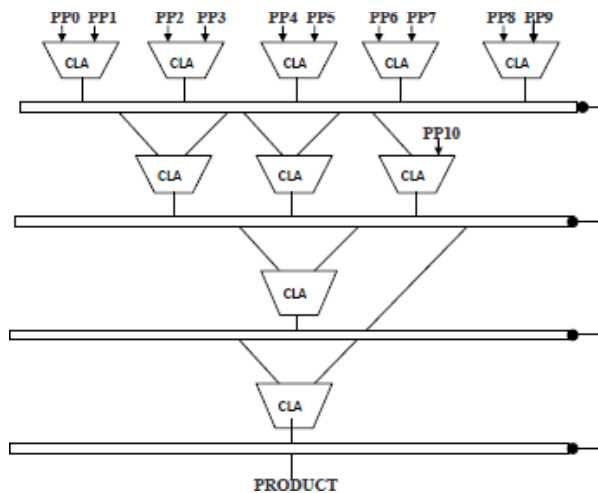 PP0 PP1 PP2 PP3 PP4 PP5 PP6 PP7 PP8 PP9
CLA CLA CLA CLA CLA
PP10
CLA CLA CLA
CLA
CLA
PRODUCT